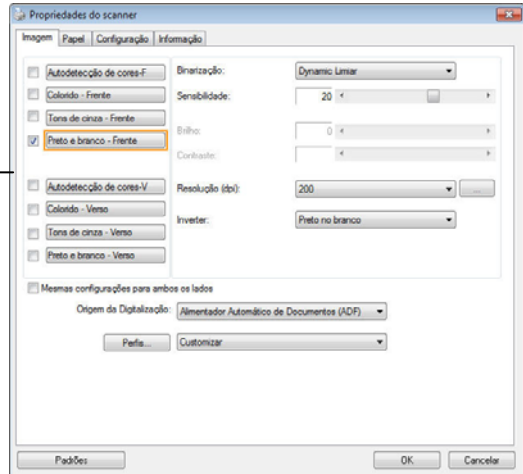 Propriedades do scanner
Imagem Papel Configuração Informação
Autodetecção de cores-F
Colorido - Frente
Tons de cinza - Frente
Preto e branco - Frente
Autodetecção de cores-V
Colorido - Verso
Tons de cinza - Verso
Preto e branco - Verso
Binarização: Dynamic Limiar
Sensibilidade: 20
Brilho: 0
Contraste:
Resolução (dpi): 200 ...
Inverter: Preto no branco
Mesmas configurações para ambos os lados
Origem da Digitalização: Alimentador Automático de Documentos (ADF)
Perfis... Customizar
Padrões OK Cancelar